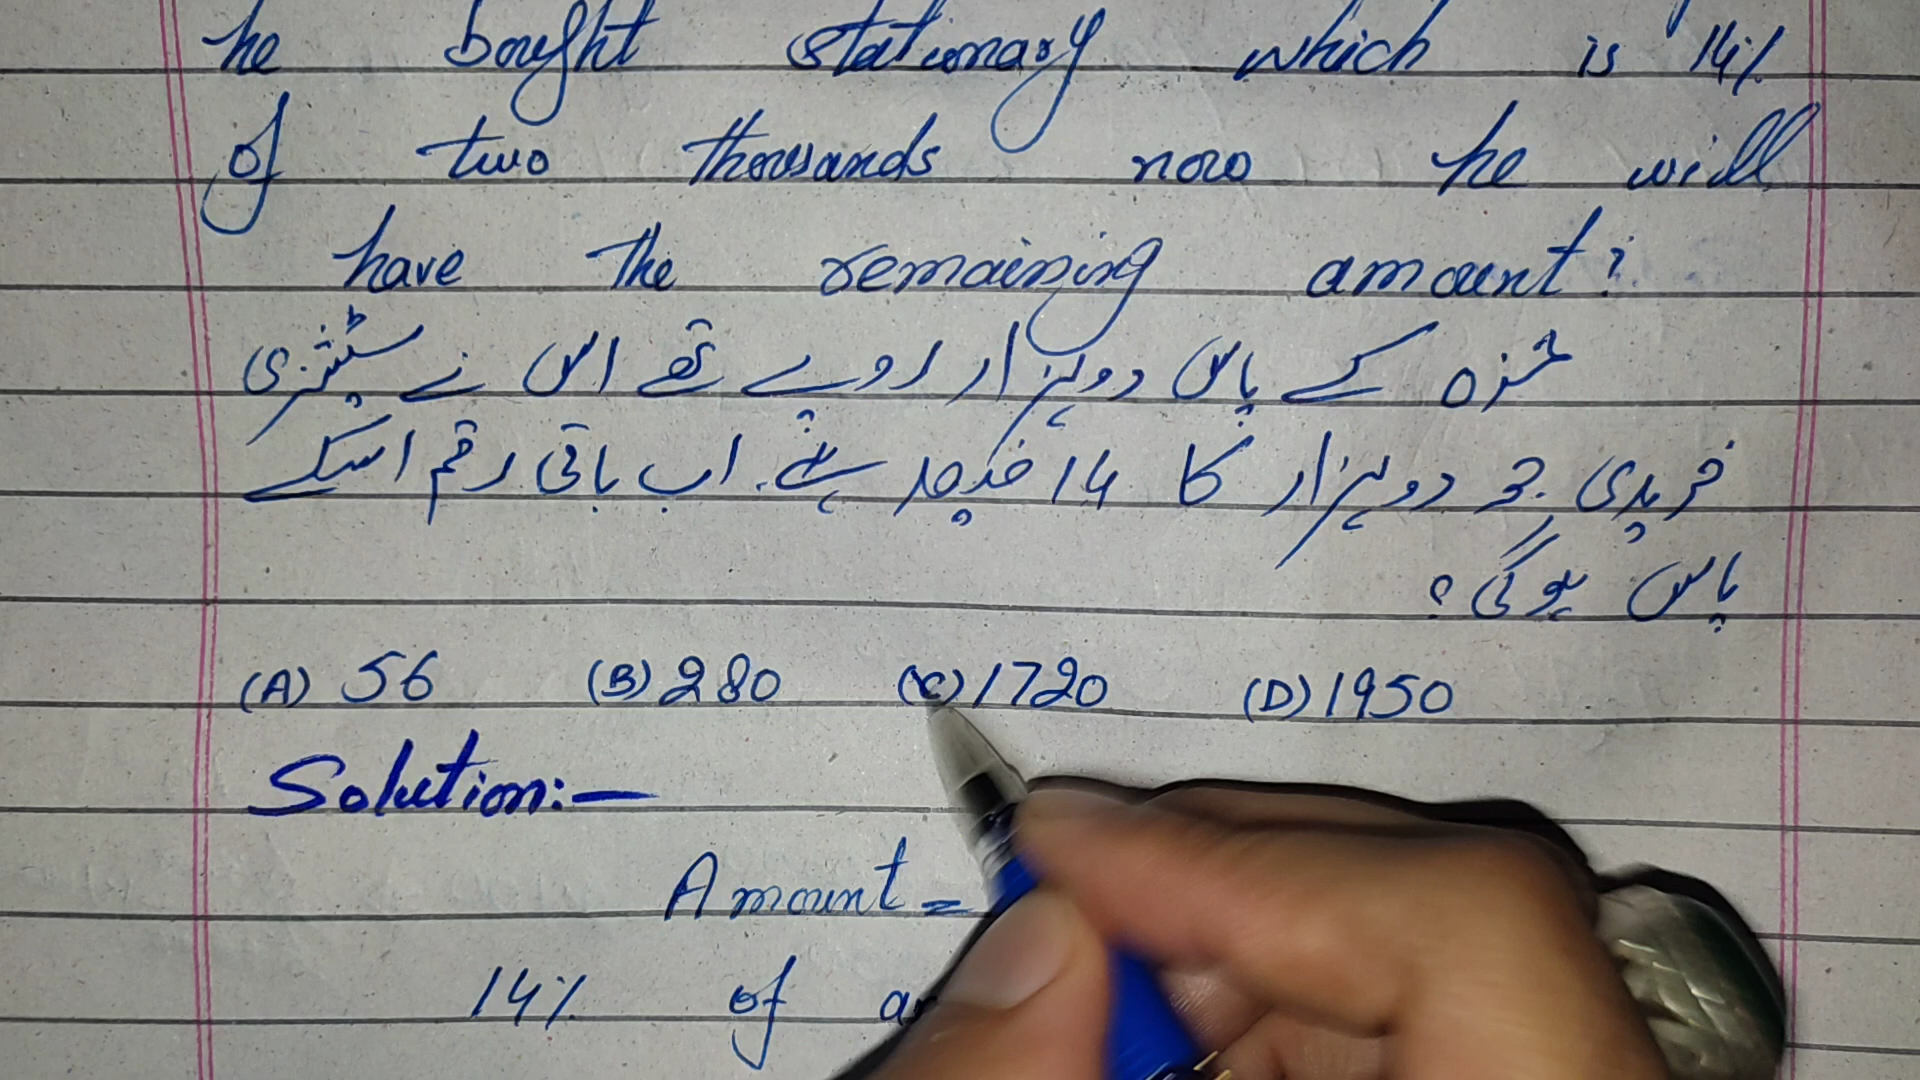 he bought stationary which is 14%
of two thousands now he will
have the remaining amount?
حمزہ کے پاس دو ہزار روپے تھے اس نے سٹیشنری
خریدی جو دو ہزار کا 14 فیصد ہے۔ اب باقی رقم اسکے
پاس ہوگی؟
(A) 56 (B) 280 (C) 1720 (D) 1950
Solution:-
Amount =
14% of